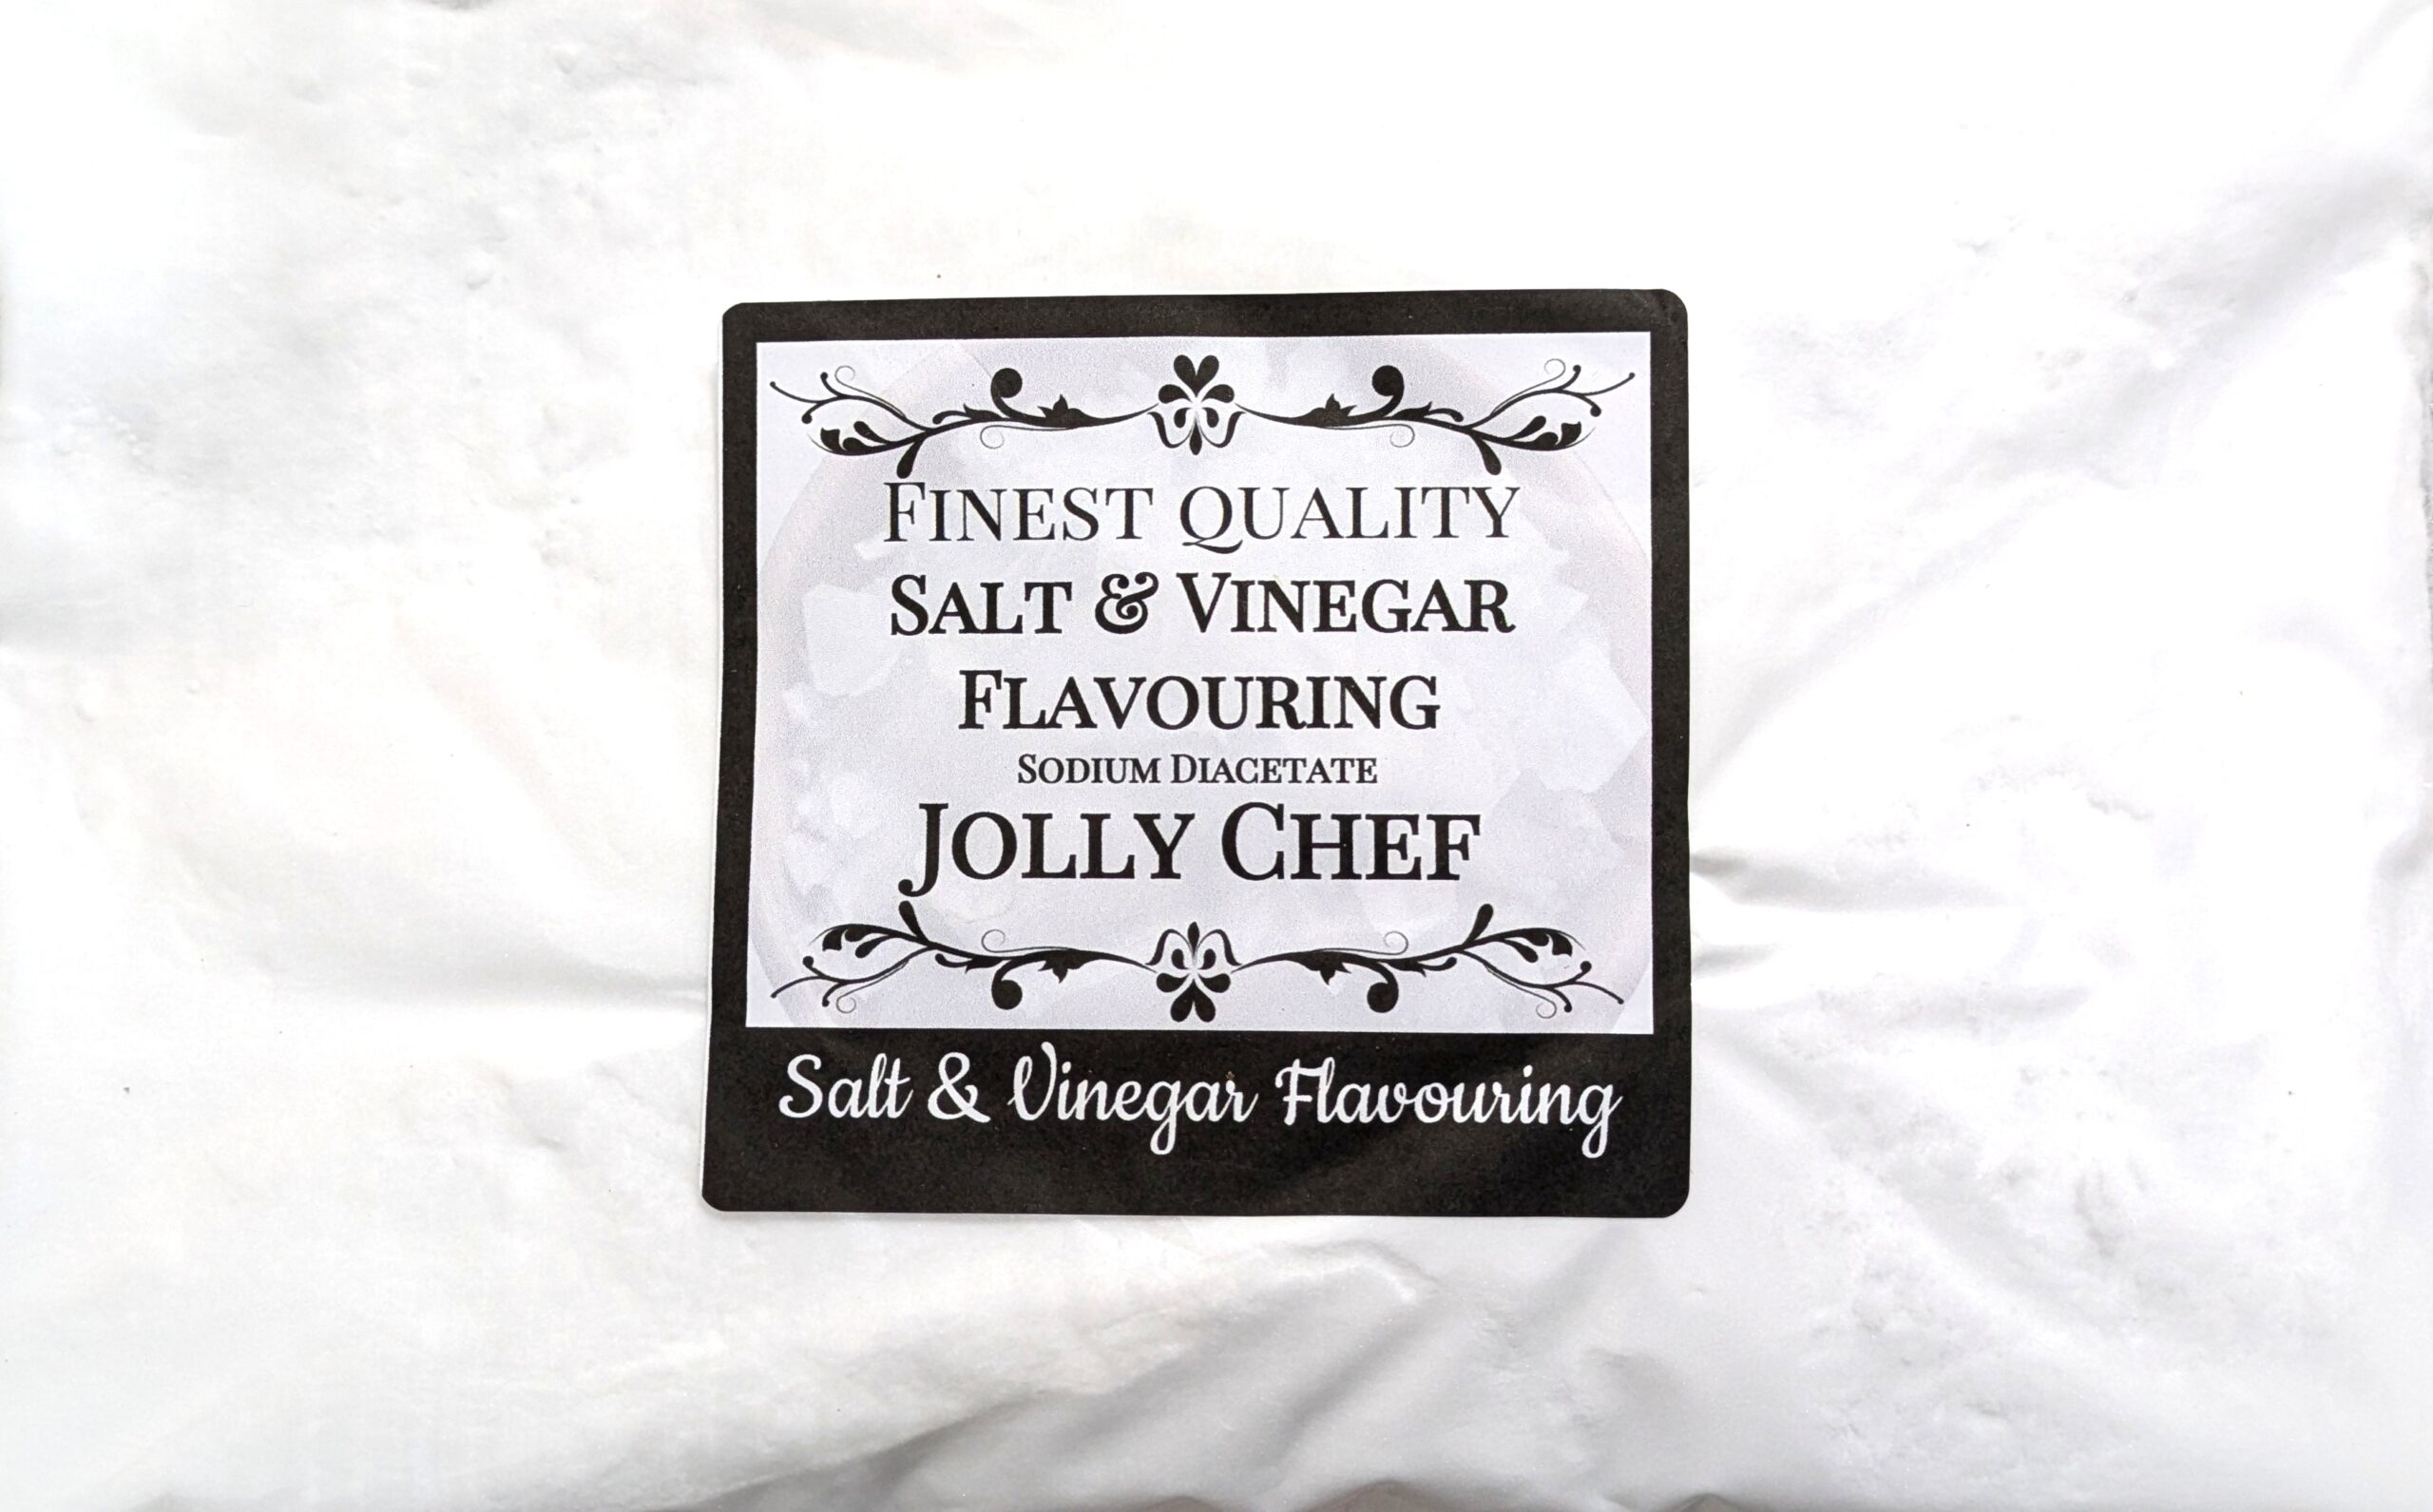 Finest quality
Salt & Vinegar
Flavouring
Sodium Diacetate
Jolly Chef
Salt & Vinegar Flavouring